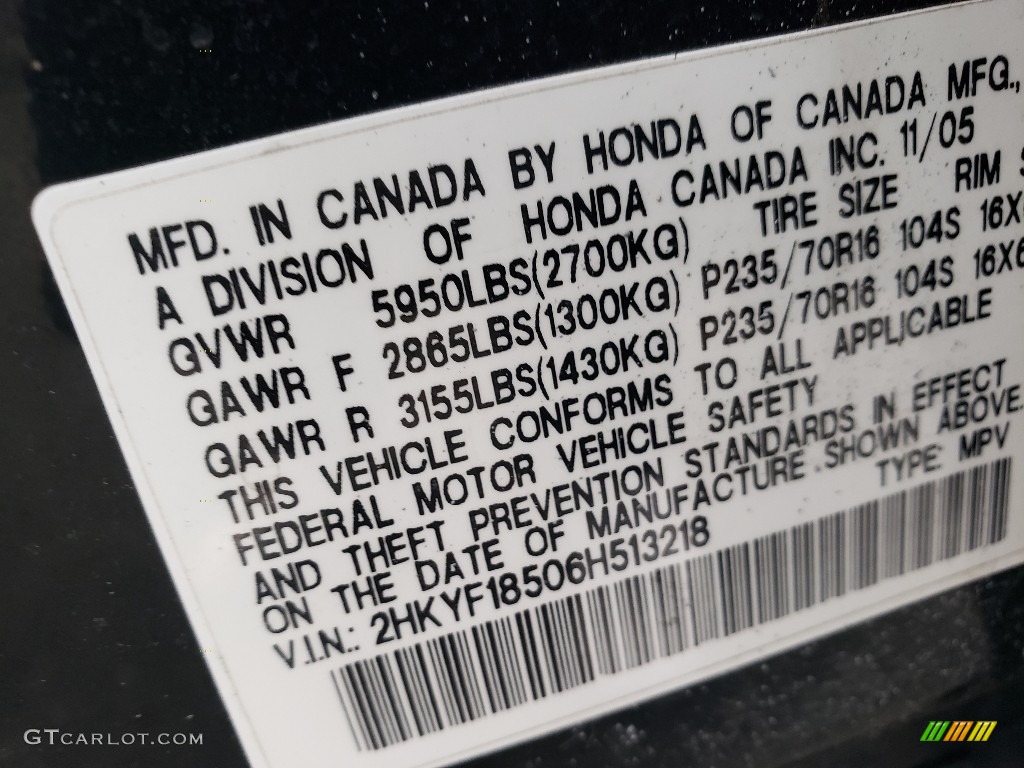 MFD. IN CANADA BY HONDA OF CANADA MFG.,
A DIVISION OF HONDA CANADA INC. 11/05
GVWR 5950LBS(2700KG) TIRE SIZE RIM
GAWR F 2865LBS(1300KG) P235/70R16 104S 16X
GAWR R 3155LBS(1430KG) P235/70R16 104S 16X6
THIS VEHICLE CONFORMS TO ALL APPLICABLE
FEDERAL MOTOR VEHICLE SAFETY
AND THEFT PREVENTION STANDARDS IN EFFECT
ON THE DATE OF MANUFACTURE SHOWN ABOVE.
V.I.N.: 2HKYF18506H513218 TYPE: MPV
GTCARLOT.COM